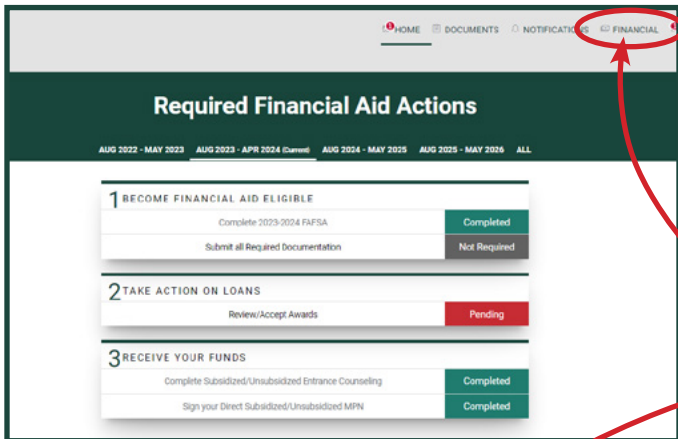 1 HOME DOCUMENTS NOTIFICATIONS FINANCIAL
Required Financial Aid Actions
AUG 2022 - MAY 2023 AUG 2023 - APR 2024 (Current) AUG 2024 - MAY 2025 AUG 2025 - MAY 2026 ALL
1 BECOME FINANCIAL AID ELIGIBLE
Complete 2023-2024 FAFSA Completed
Submit all Required Documentation Not Required
2 TAKE ACTION ON LOANS
Review/Accept Awards Pending
3 RECEIVE YOUR FUNDS
Complete Subsidized/Unsubsidized Entrance Counseling Completed
Sign your Direct Subsidized/Unsubsidized MPN Completed